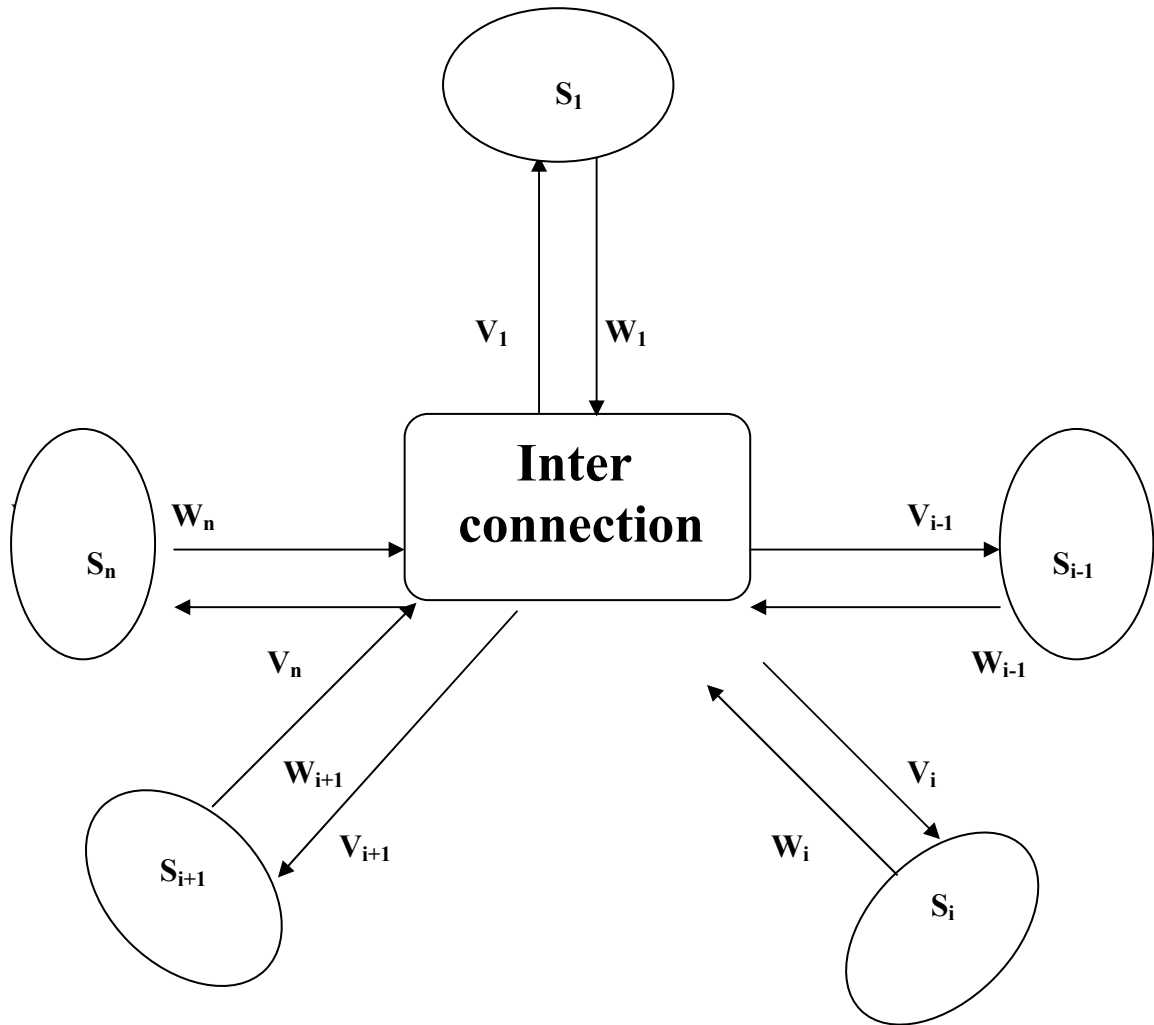 S₁
V₁ W₁
Inter
connection
Wₙ
Vᵢ₋₁
Sₙ
Sᵢ₋₁
Vₙ
Wᵢ₋₁
Wᵢ₊₁
Vᵢ
Vᵢ₊₁
Wᵢ
Sᵢ₊₁
Sᵢ